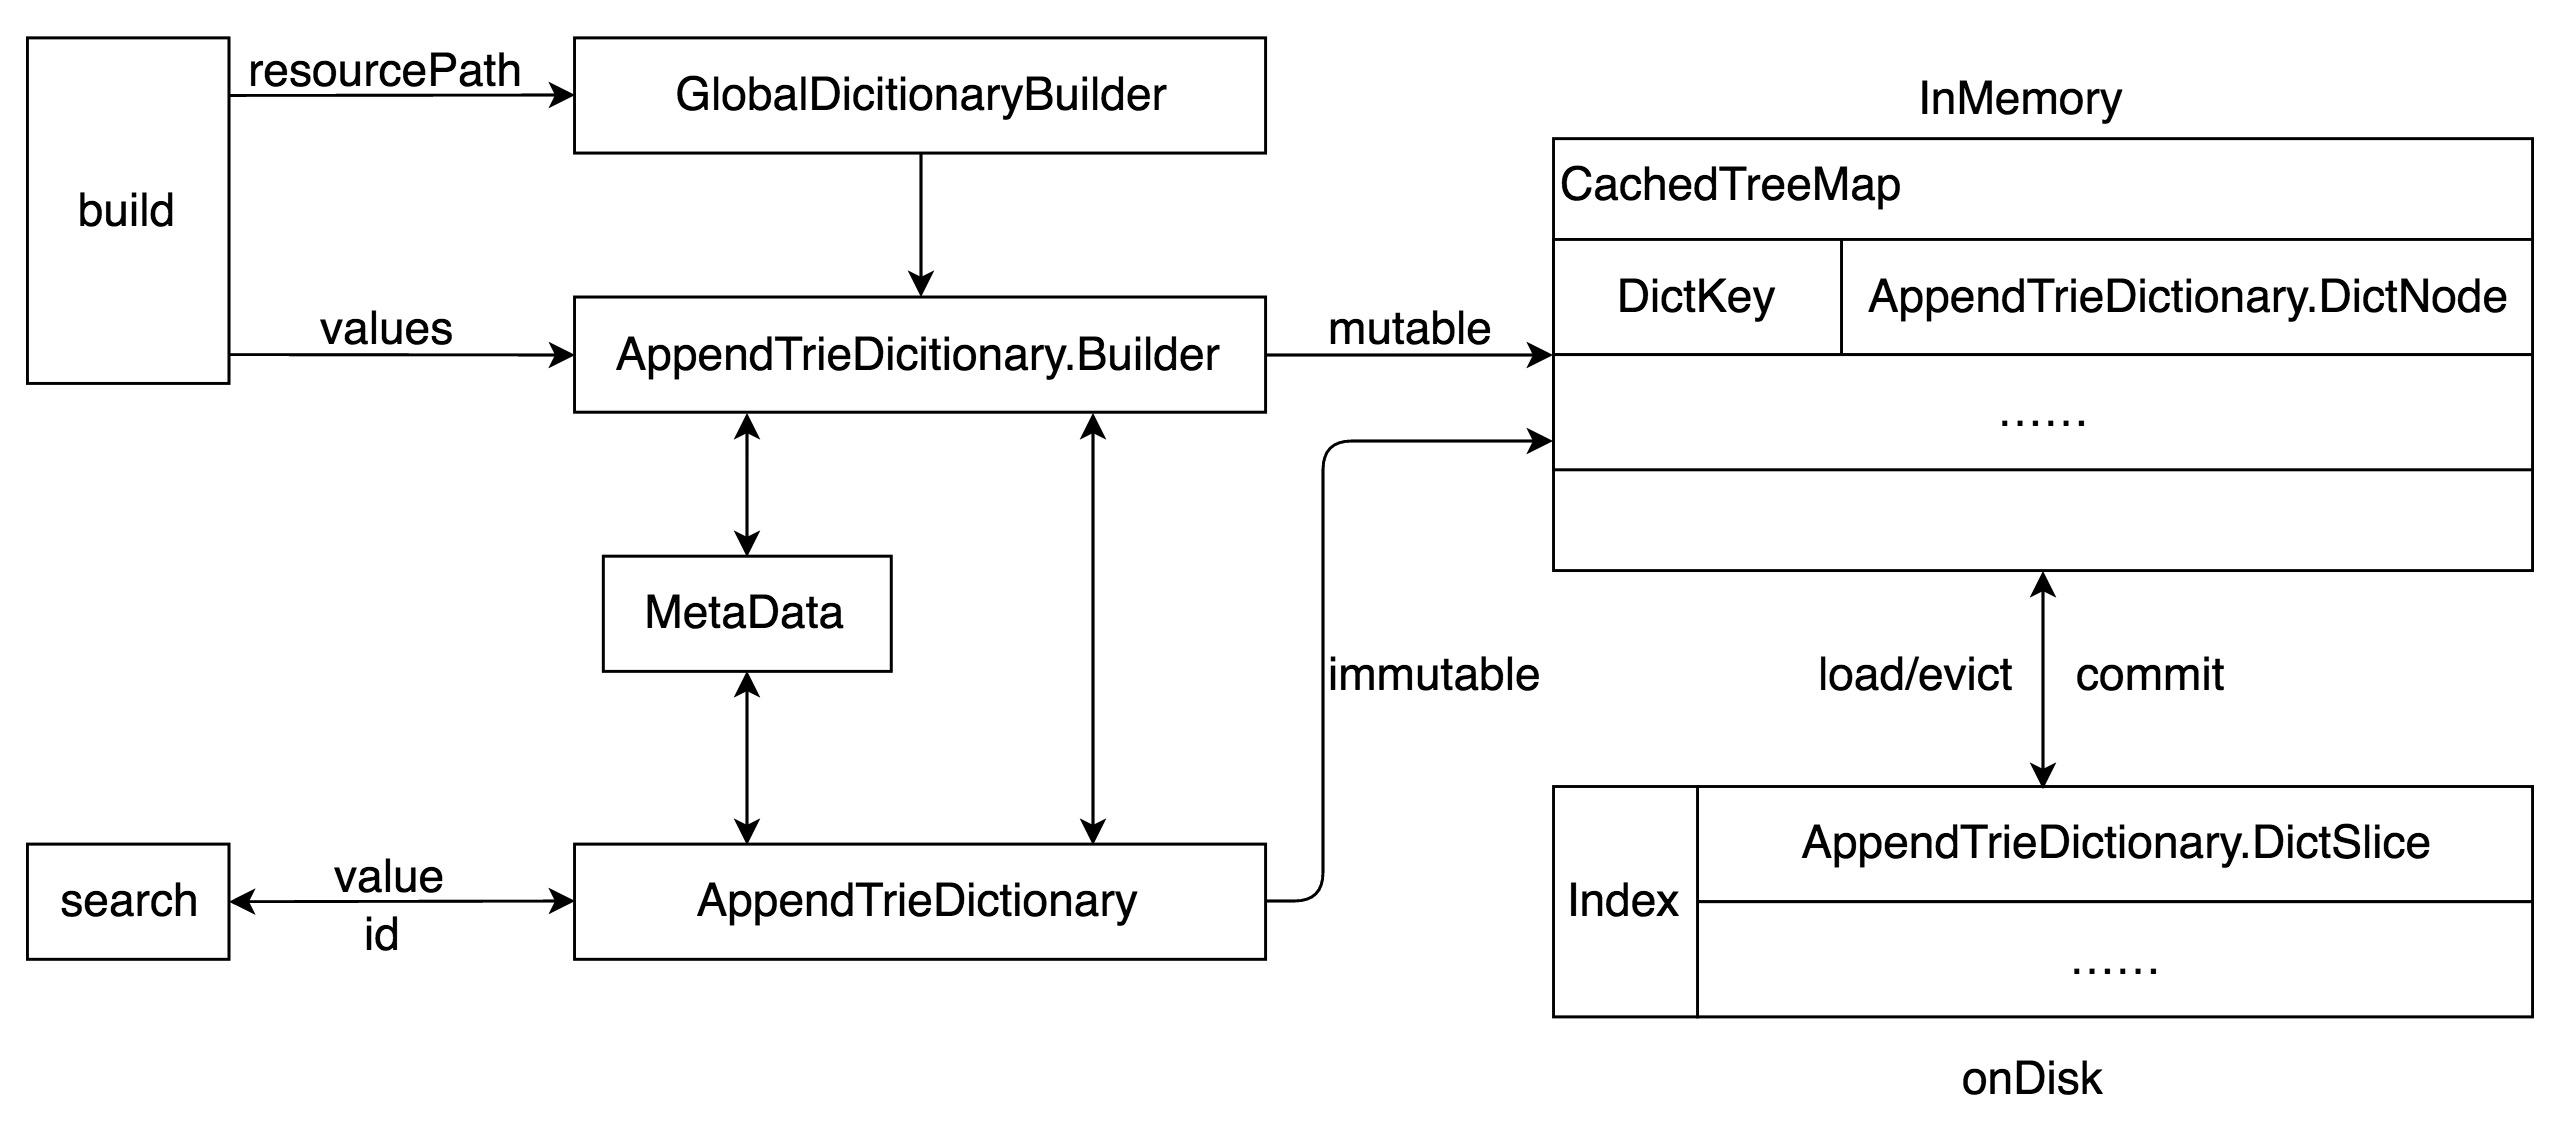 resourcePath
GlobalDicitionaryBuilder
build
values
AppendTrieDicitionary.Builder
mutable
MetaData
immutable
search
value
id
AppendTrieDictionary
InMemory
CachedTreeMap
DictKey
AppendTrieDictionary.DictNode
......
load/evict
commit
Index
AppendTrieDictionary.DictSlice
......
onDisk